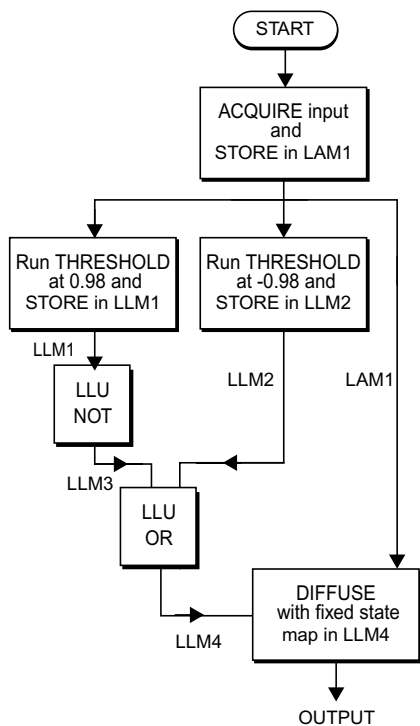 START
ACQUIRE input
and
STORE in LAM1
Run THRESHOLD
at 0.98 and
STORE in LLM1
Run THRESHOLD
at -0.98 and
STORE in LLM2
LLM1
LLM2
LAM1
LLU
NOT
LLM3
LLU
OR
LLM4
DIFFUSE
with fixed state
map in LLM4
OUTPUT